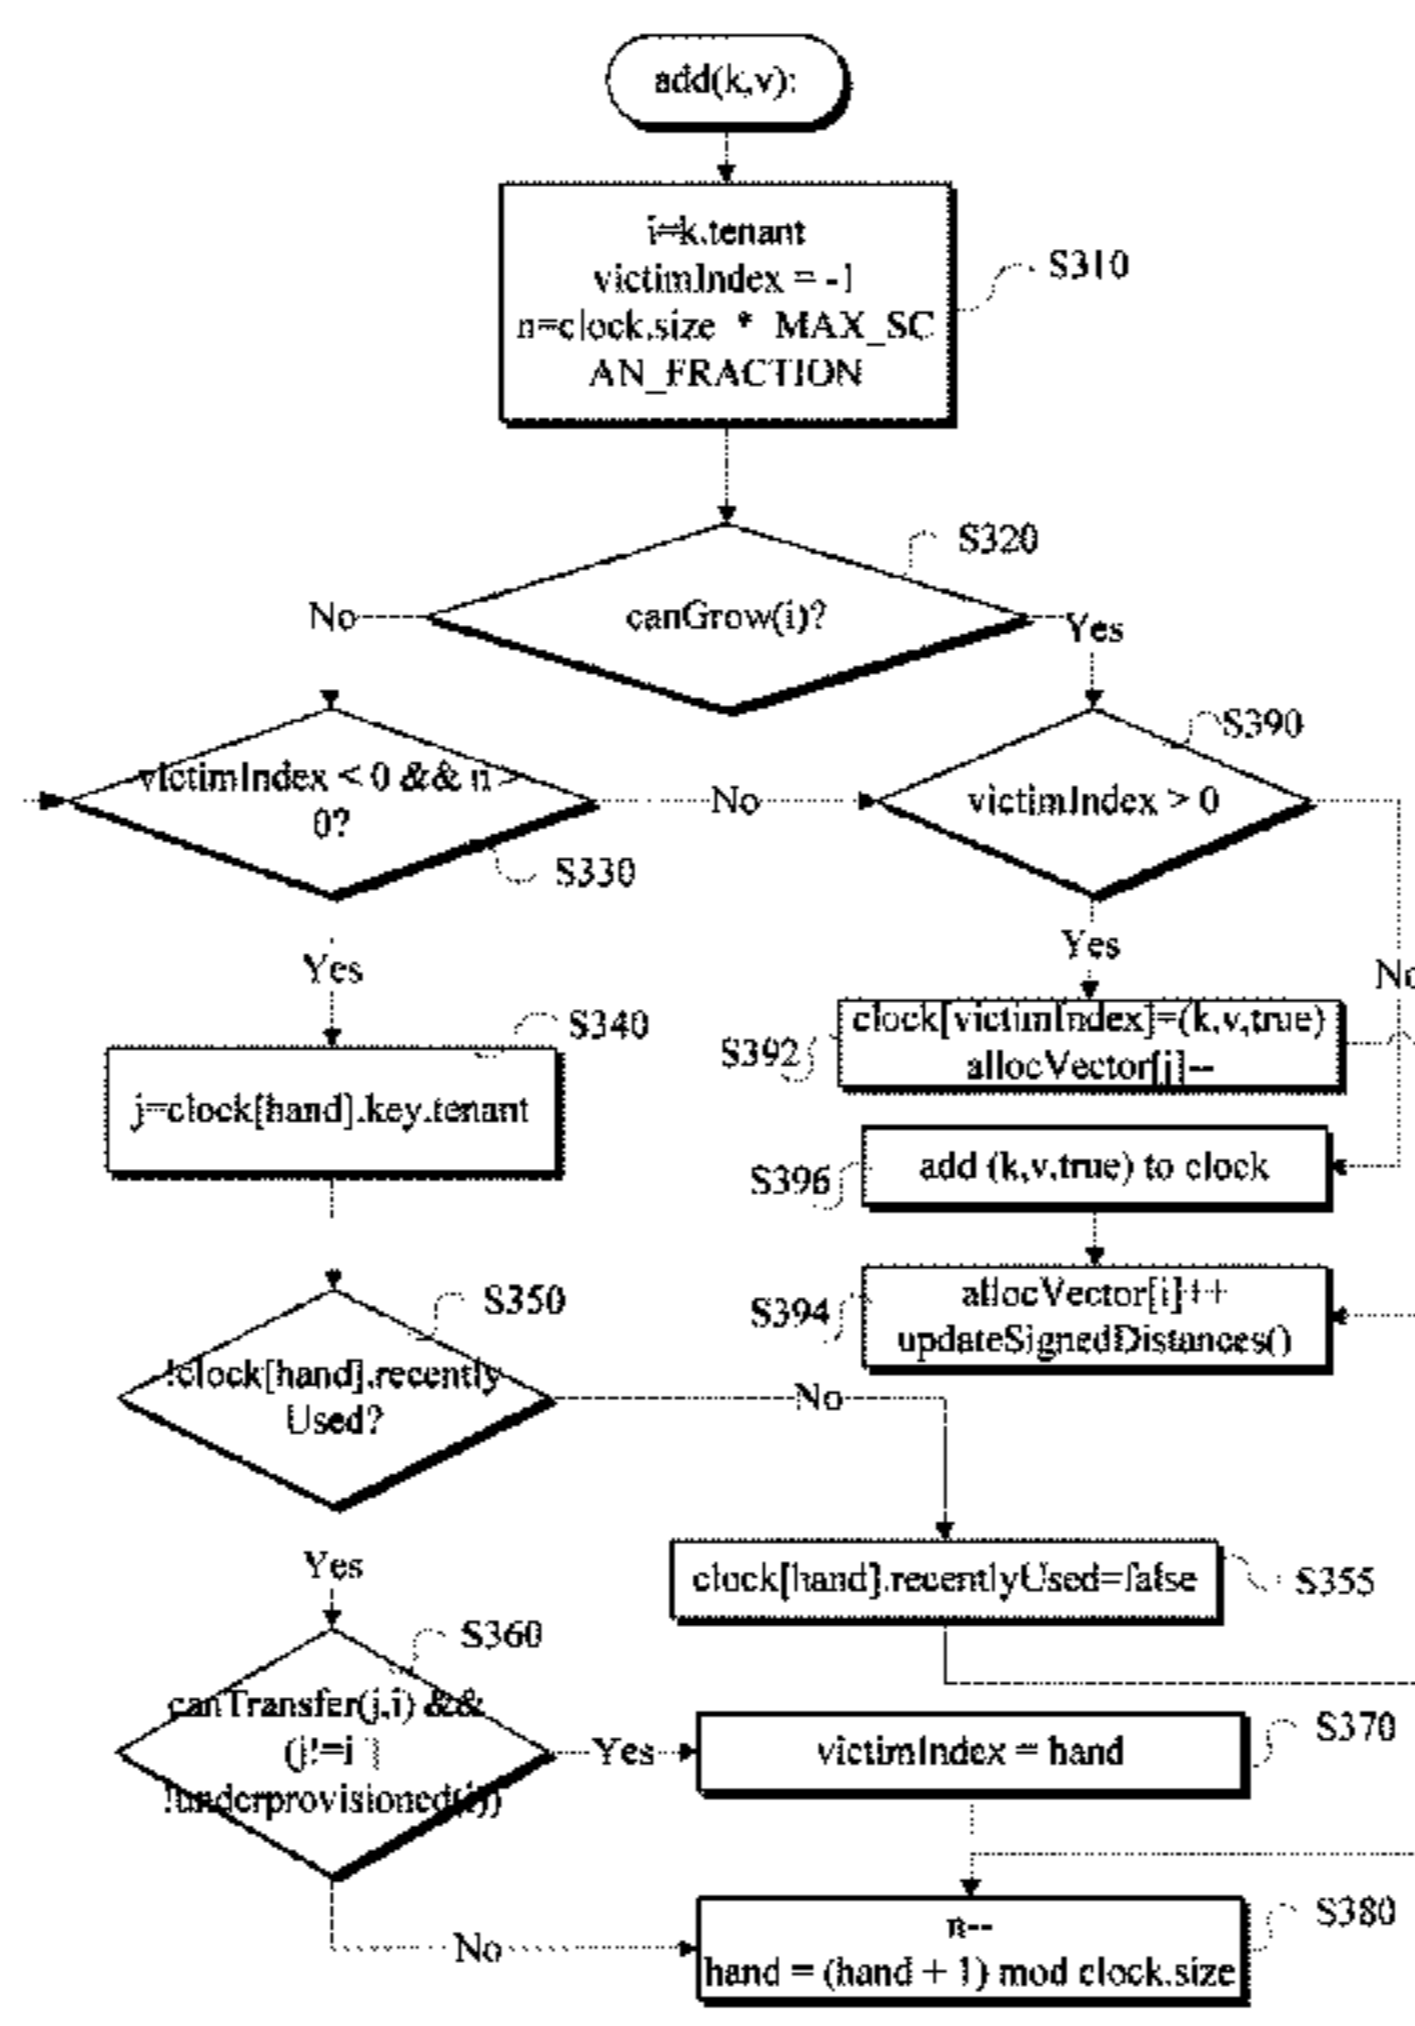 add(k,v):
i=k.tenant
victimIndex = -1
n=clock.size * MAX_SC
AN_FRACTION
S310
S320
canGrow(i)?
No
Yes
S390
victimIndex < 0 && n >
0?
No
victimIndex > 0
S330
Yes
Yes
No
S340
j=clock[hand].key.tenant
S392
clock[victimIndex]=(k,v,true)
allocVector[j]--
S396
add (k,v,true) to clock
S394
allocVector[i]++
updateSignedDistances()
S350
!clock[hand].recently
Used?
No
Yes
clock[hand].recentlyUsed=false
S355
S360
canTransfer(j,i) &&
(j!=i
!underprovisioned(i))
Yes
victimIndex = hand
S370
No
n--
hand = (hand + 1) mod clock.size
S380